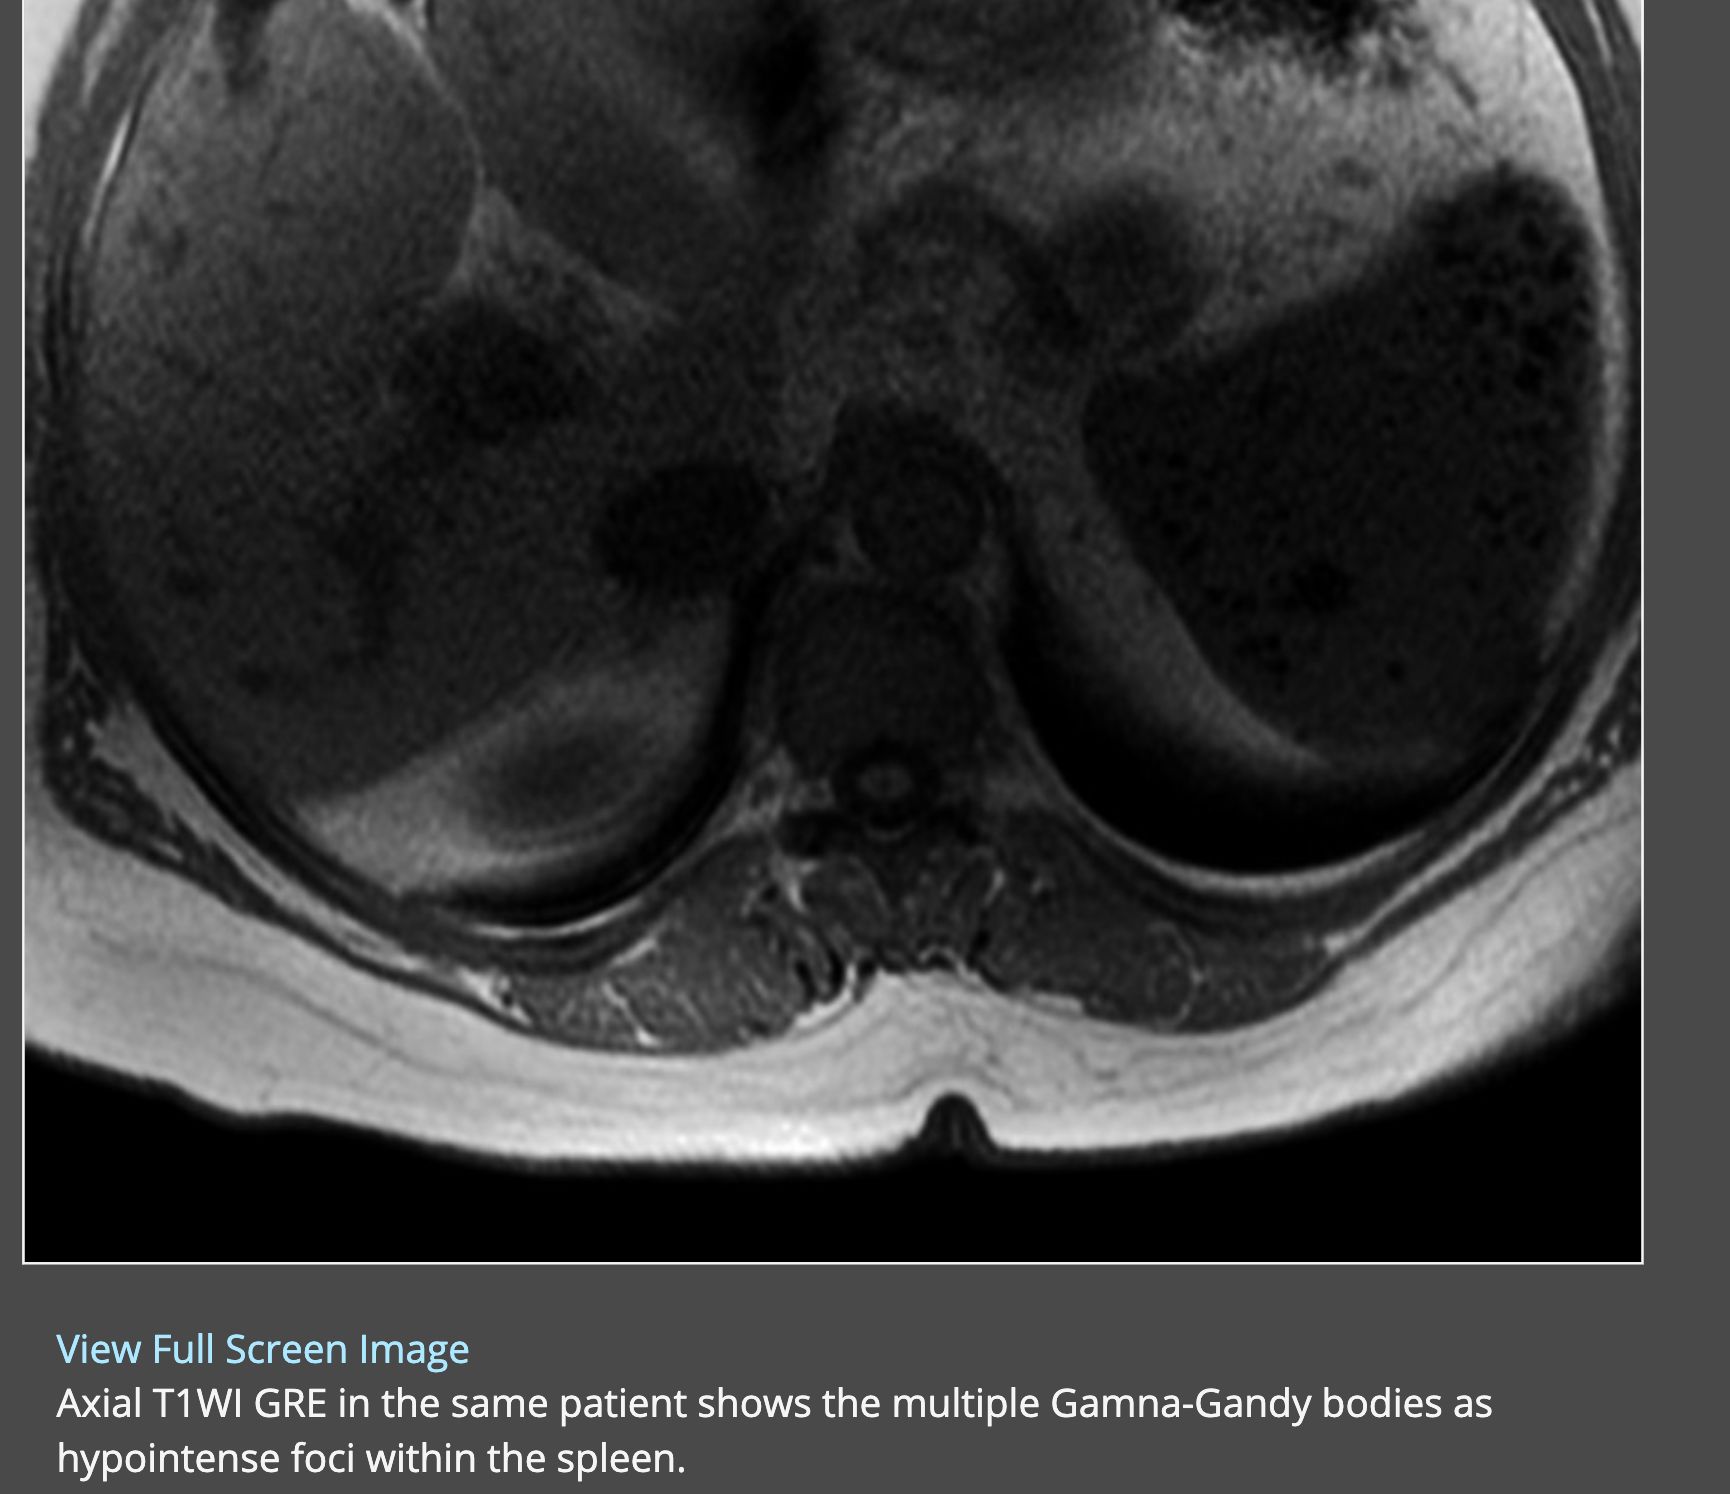 View Full Screen Image
Axial T1WI GRE in the same patient shows the multiple Gamna-Gandy bodies as
hypointense foci within the spleen.